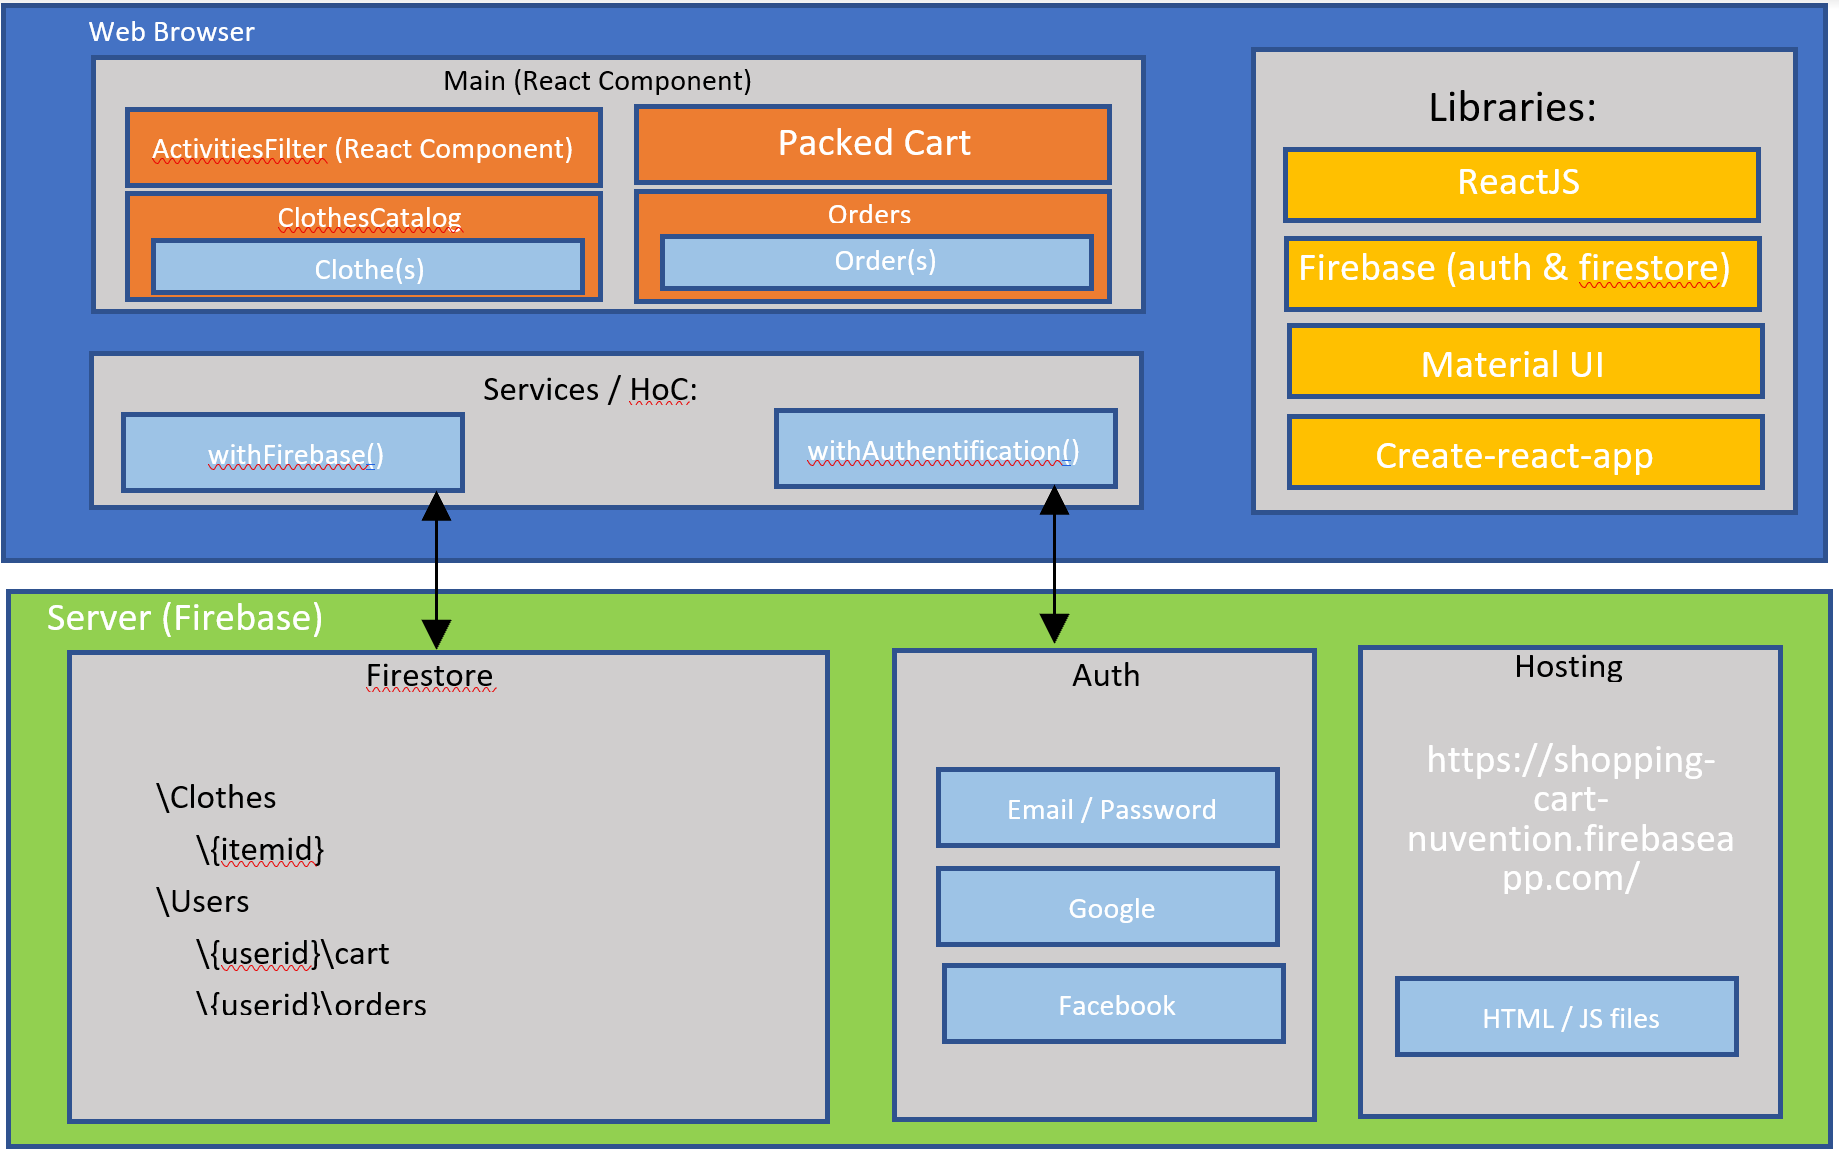 Web Browser
Main (React Component)
ActivitiesFilter (React Component)
ClothesCatalog
Clothe(s)
Packed Cart
Orders
Order(s)
Services / HoC:
withFirebase()
withAuthentification()
Libraries:
ReactJS
Firebase (auth & firestore)
Material UI
Create-react-app
Server (Firebase)
Firestore
\Clothes
\{itemid}
\Users
\{userid}\cart
\{userid}\orders
Auth
Email / Password
Google
Facebook
Hosting
https://shopping-
cart-
nuvention.firebasea
pp.com/
HTML / JS files